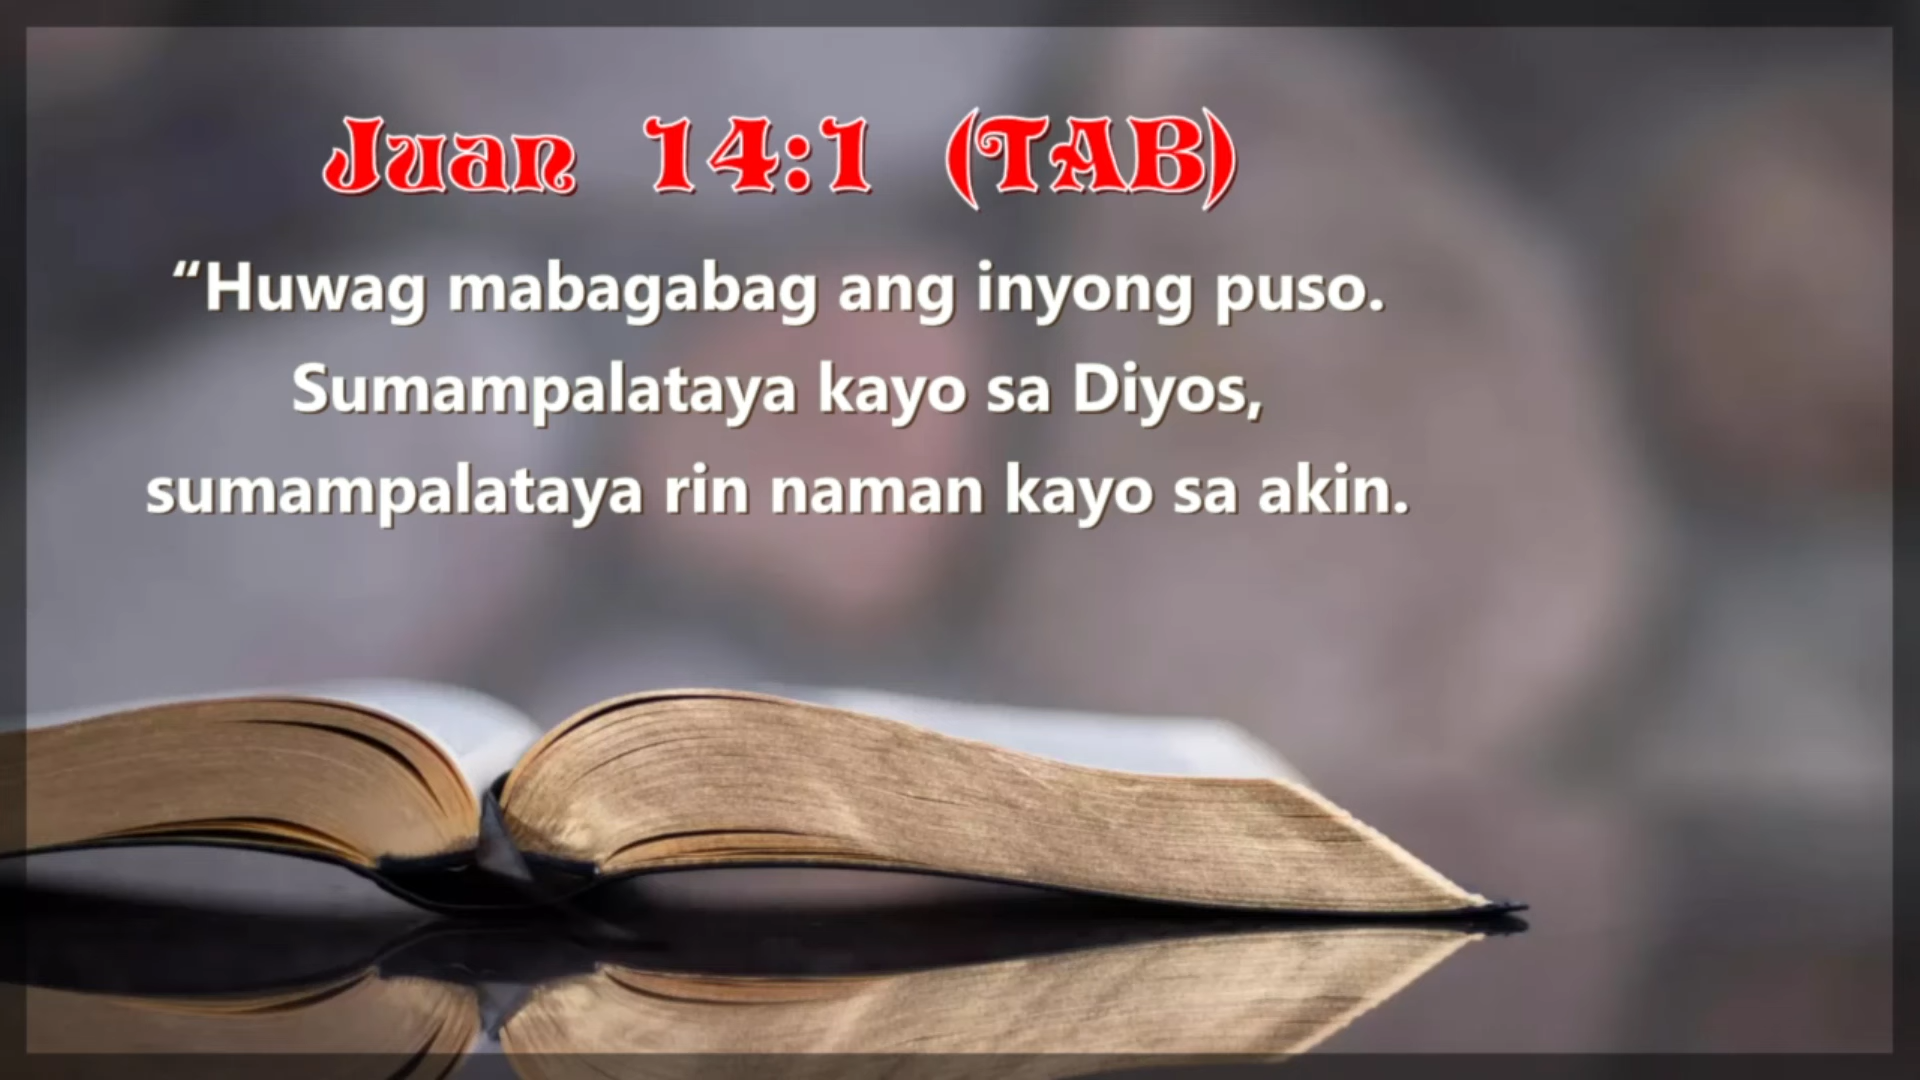 Juan 14:1 (TAB)
“Huwag mabagabag ang inyong puso.
Sumampalataya kayo sa Diyos,
sumampalataya rin naman kayo sa akin.